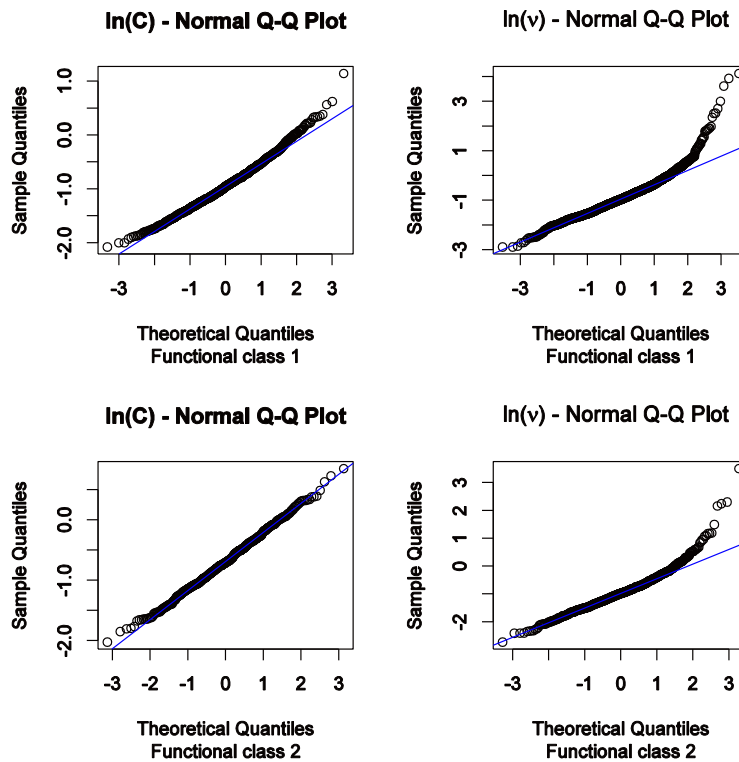 ln(C) - Normal Q-Q Plot
Sample Quantiles
-2.0 -1.0 0.0 1.0
-3 -2 -1 0 1 2 3
Theoretical Quantiles
Functional class 1
ln(ν) - Normal Q-Q Plot
Sample Quantiles
-3 -1 1 3
-3 -2 -1 0 1 2 3
Theoretical Quantiles
Functional class 1
ln(C) - Normal Q-Q Plot
Sample Quantiles
-2.0 -1.0 0.0
-3 -2 -1 0 1 2 3
Theoretical Quantiles
Functional class 2
ln(ν) - Normal Q-Q Plot
Sample Quantiles
-2 0 1 2 3
-3 -2 -1 0 1 2 3
Theoretical Quantiles
Functional class 2